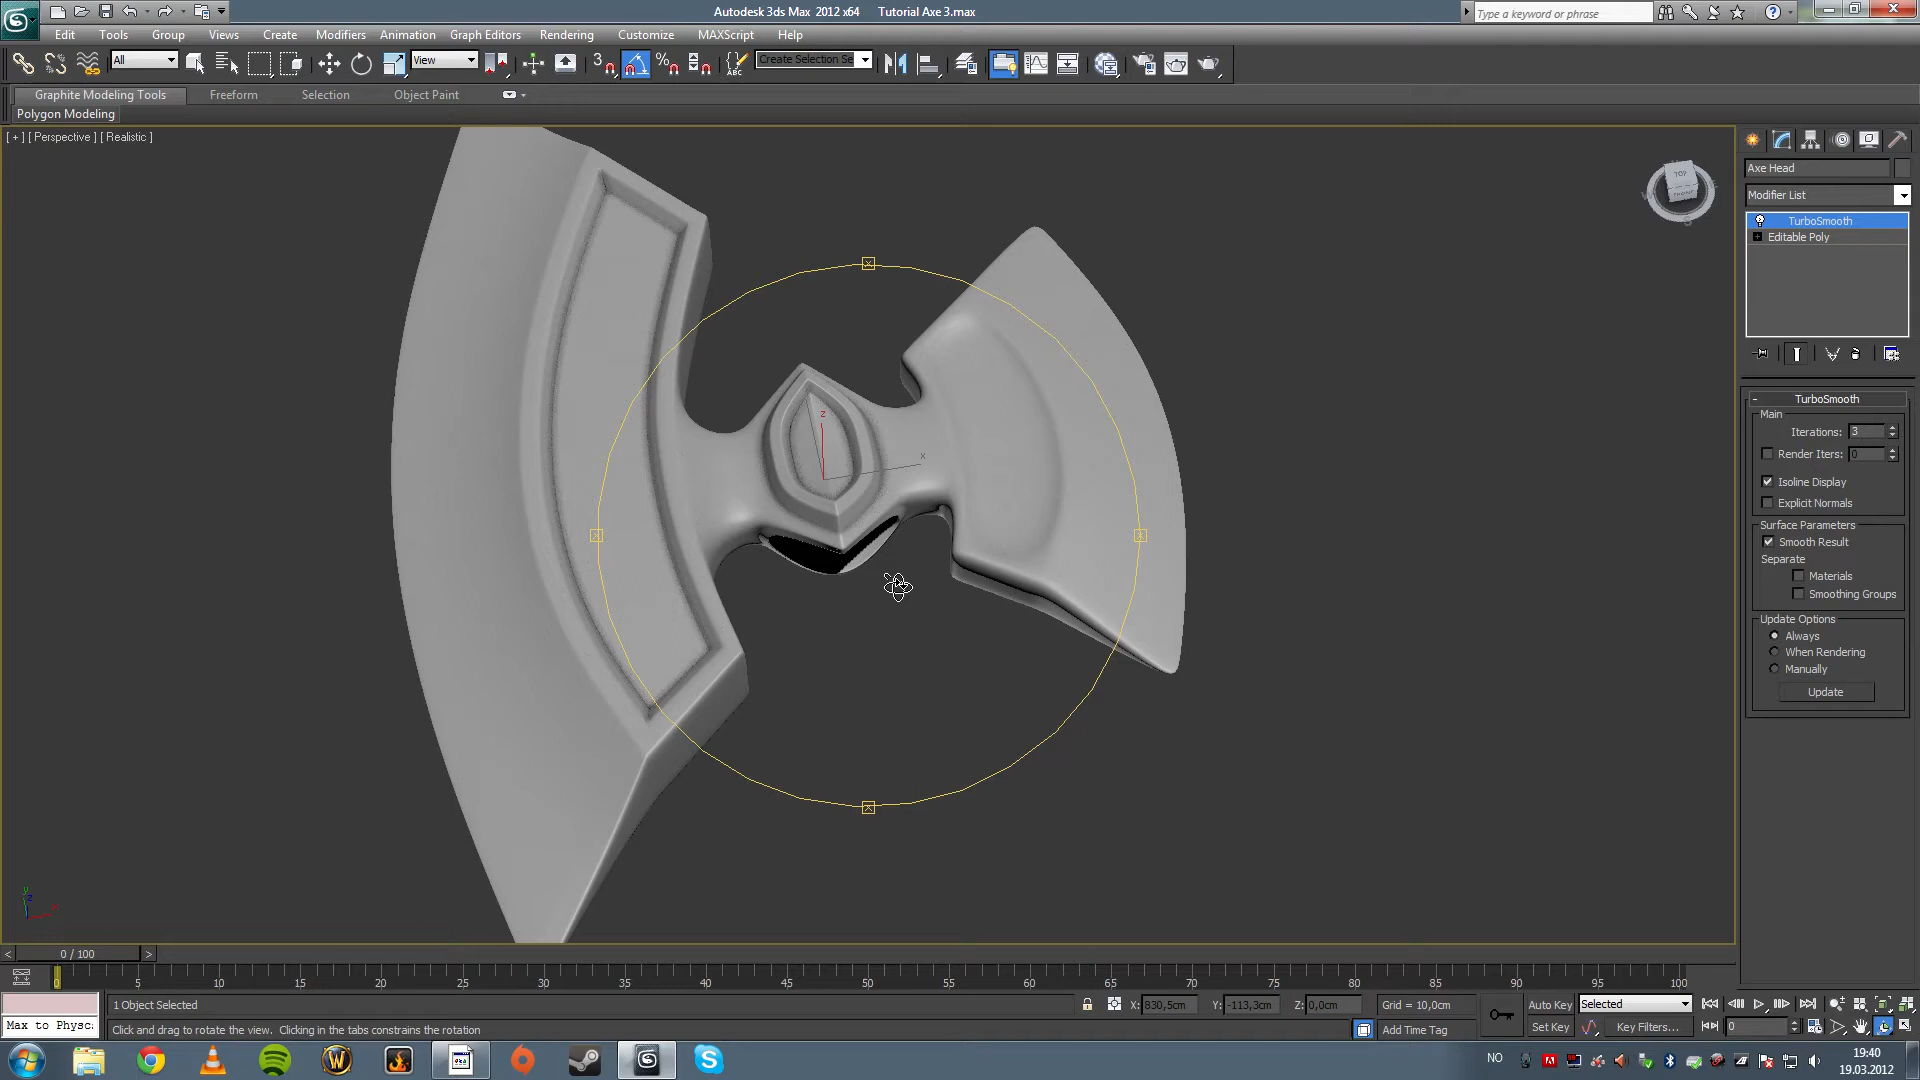 Autodesk 3ds Max 2012 x64 Tutorial Axe 3.max
Type a keyword or phrase
Edit Tools Group Views Create Modifiers Animation Graph Editors Rendering Customize MAXScript Help
All View 3 Create Selection Se
Graphite Modeling Tools Freeform Selection Object Paint
Polygon Modeling
[ + ] [ Perspective ] [ Realistic ]
TOP
FRONT
z
x
Axe Head
Modifier List
TurboSmooth
Editable Poly
- TurboSmooth
Main
Iterations: 3
Render Iters: 0
Isoline Display
Explicit Normals
Surface Parameters
Smooth Result
Separate
Materials
Smoothing Groups
Update Options
Always
When Rendering
Manually
Update
< 0 / 100 >
0 5 10 15 20 25 30 35 40 45 50 55 60 65 70 75 80 85 90 95 100
1 Object Selected X: 830,5cm Y: -113,3cm Z: 0,0cm Grid = 10,0cm Auto Key Selected
Max to Physc: Click and drag to rotate the view. Clicking in the tabs constrains the rotation Add Time Tag Set Key Key Filters... 0
NO 19:40
19.03.2012